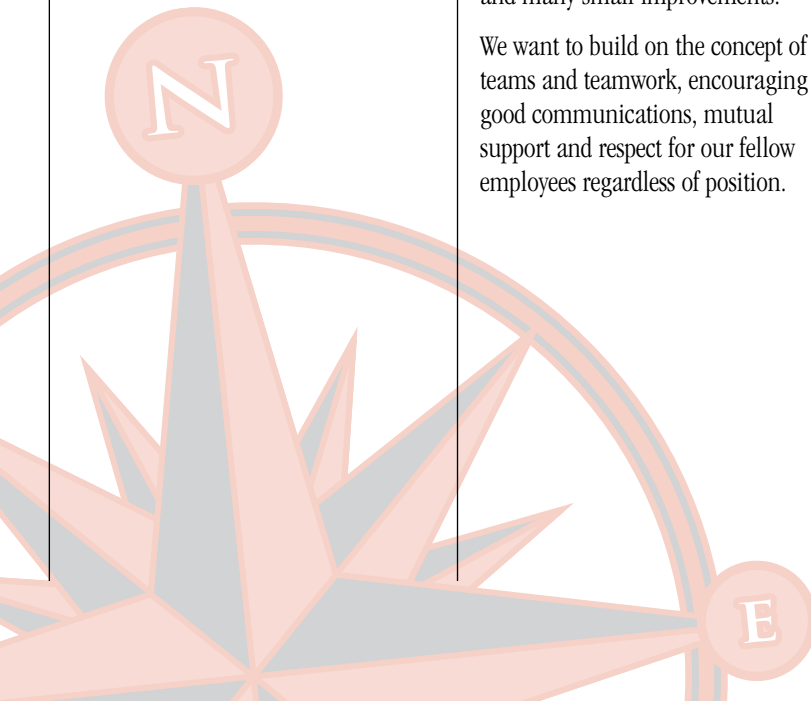 and many small improvements.
We want to build on the concept of
teams and teamwork, encouraging
good communications, mutual
support and respect for our fellow
employees regardless of position.
N
E